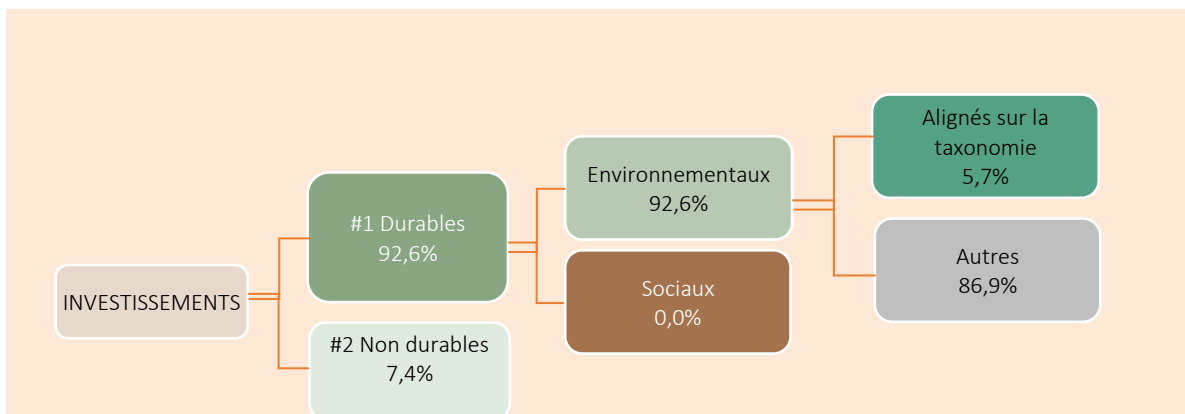 INVESTISSEMENTS
#1 Durables
92,6%
#2 Non durables
7,4%
Environnementaux
92,6%
Sociaux
0,0%
Alignés sur la
taxonomie
5,7%
Autres
86,9%